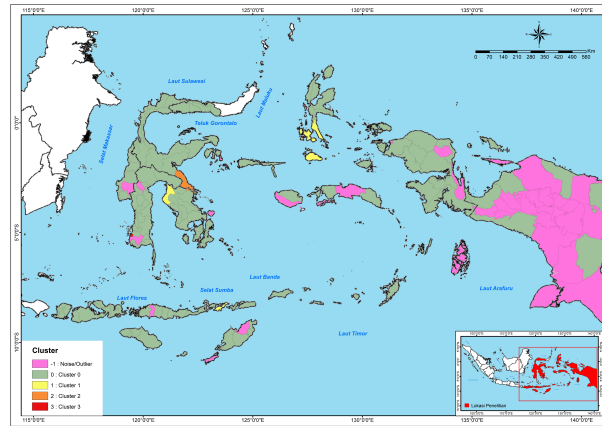 115°0'0"E 120°0'0"E 125°0'0"E 130°0'0"E 135°0'0"E 140°0'0"E
Km
0 70 140 210 280 350 420 490 560
Laut Sulawesi
Laut Maluku
Teluk Gorontalo
Selat Makassar
0°0'0"
5°0'0"S
10°0'0"S
Laut Banda
Selat Sumba
Laut Flores
Laut Arafuru
Laut Timor
Cluster
-1 : Noise/Outlier
0 : Cluster 0
1 : Cluster 1
2 : Cluster 2
3 : Cluster 3
Lokasi Penelitian
115°0'0"E 120°0'0"E 125°0'0"E 130°0'0"E 135°0'0"E 140°0'0"E